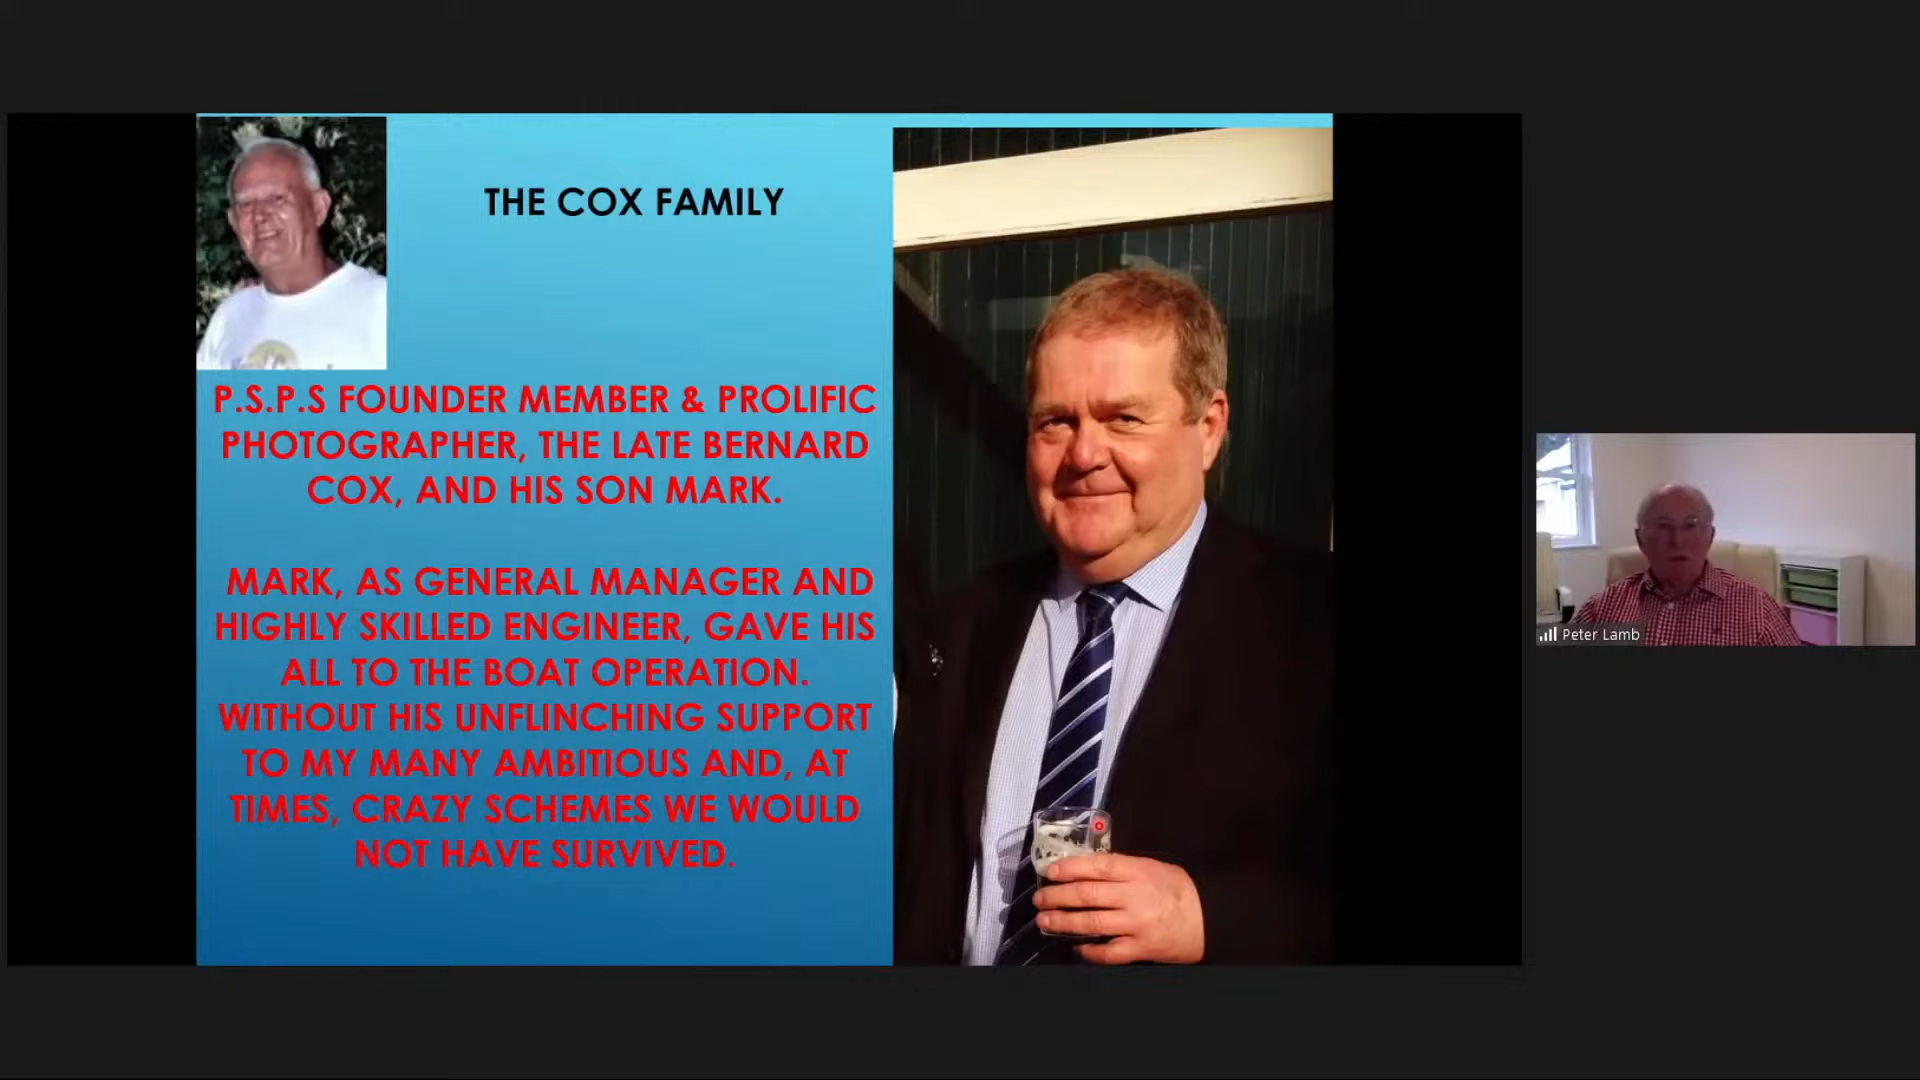 THE COX FAMILY
P.S.P.S FOUNDER MEMBER & PROLIFIC
PHOTOGRAPHER, THE LATE BERNARD
COX, AND HIS SON MARK.
MARK, AS GENERAL MANAGER AND
HIGHLY SKILLED ENGINEER, GAVE HIS
ALL TO THE BOAT OPERATION.
WITHOUT HIS UNFLINCHING SUPPORT
TO MY MANY AMBITIOUS AND, AT
TIMES, CRAZY SCHEMES WE WOULD
NOT HAVE SURVIVED.
Peter Lamb